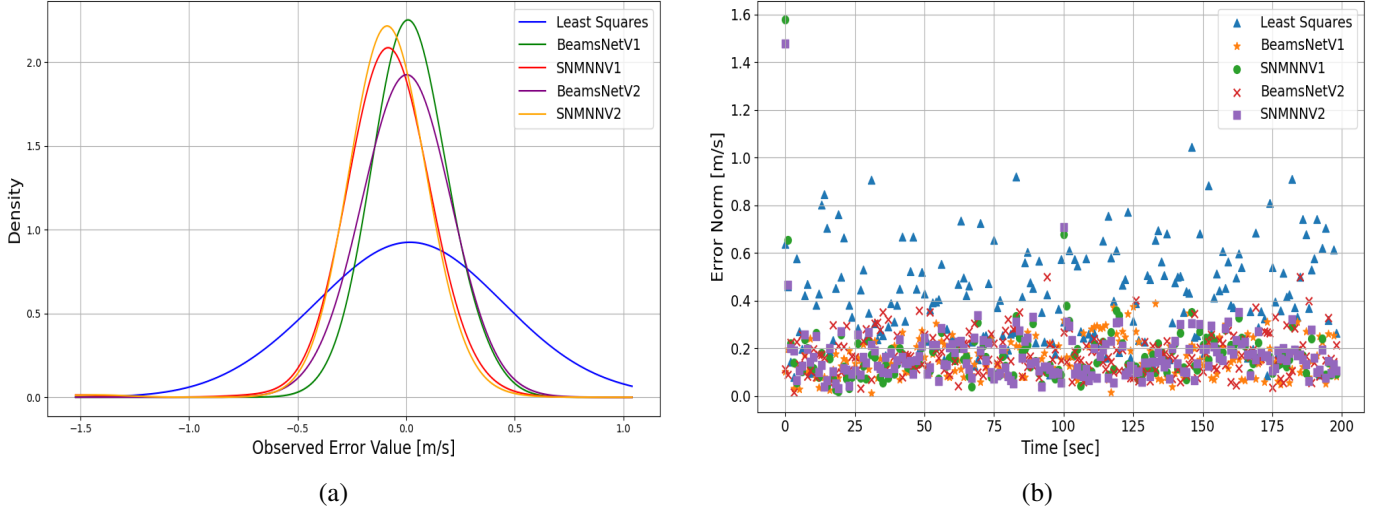 Least Squares
BeamsNetV1
SNMNNV1
BeamsNetV2
SNMNNV2
Density
2.0
1.5
1.0
0.5
0.0
−1.5
−1.0
−0.5
0.0
0.5
1.0
Observed Error Value [m/s]
(a)
Least Squares
BeamsNetV1
SNMNNV1
BeamsNetV2
SNMNNV2
Error Norm [m/s]
1.6
1.4
1.2
1.0
0.8
0.6
0.4
0.2
0.0
0
25
50
75
100
125
150
175
200
Time [sec]
(b)